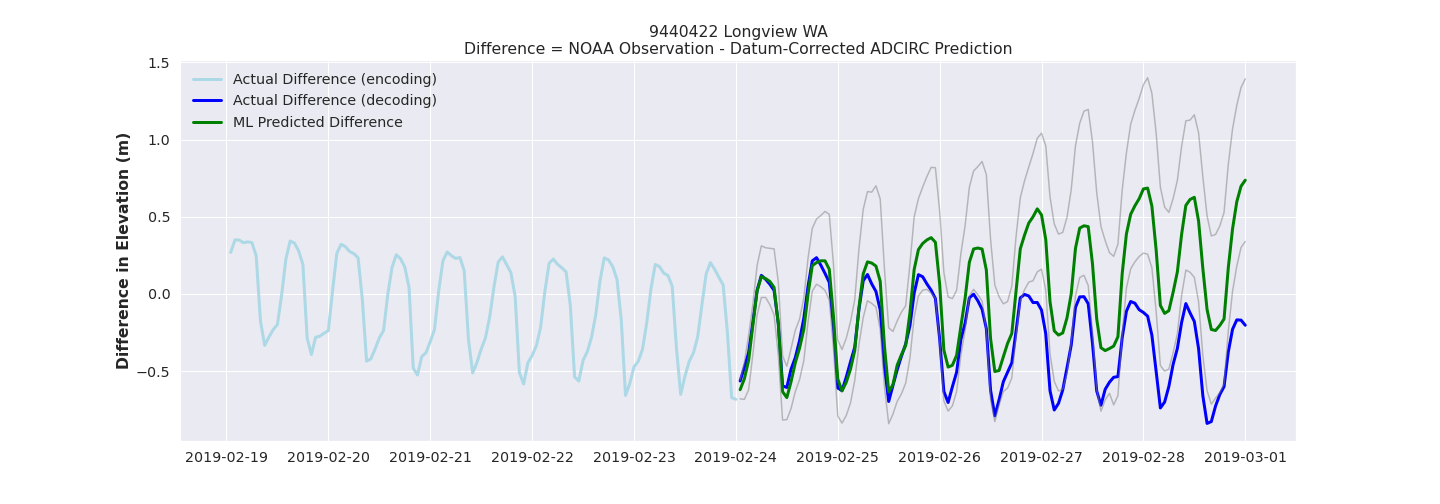 9440422 Longview WA
Difference = NOAA Observation - Datum-Corrected ADCIRC Prediction
Difference in Elevation (m)
1.5
1.0
0.5
0.0
−0.5
Actual Difference (encoding)
Actual Difference (decoding)
ML Predicted Difference
2019-02-19 2019-02-20 2019-02-21 2019-02-22 2019-02-23 2019-02-24 2019-02-25 2019-02-26 2019-02-27 2019-02-28 2019-03-01